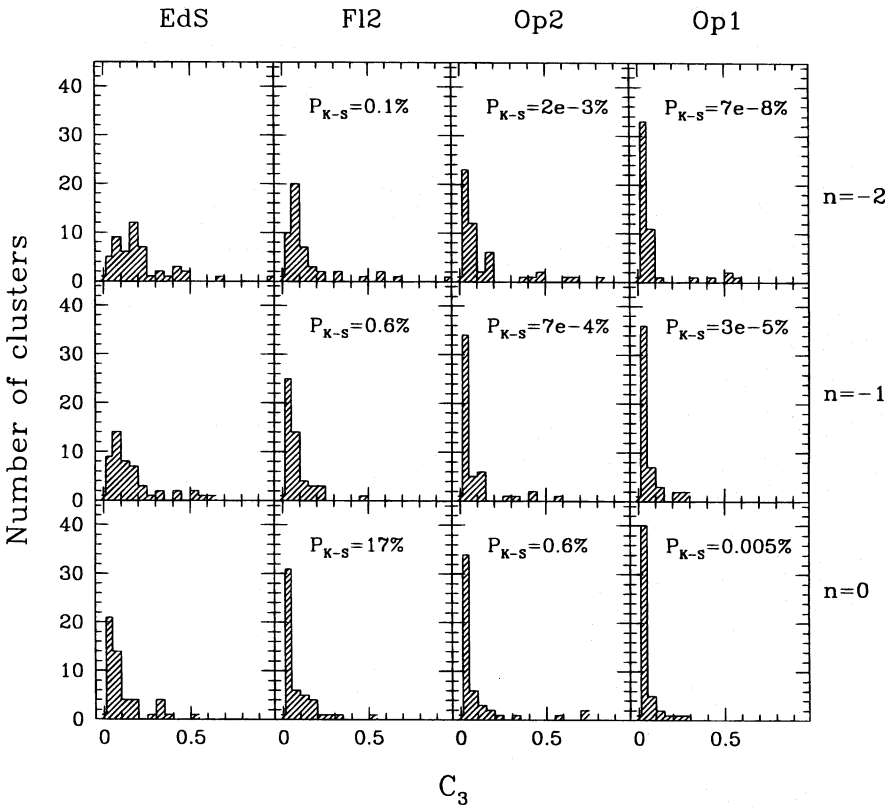 EdS Fl2 Op2 Op1
40 P_K-S=0.1% P_K-S=2e-3% P_K-S=7e-8%
30
20 n=-2
10
0
40 P_K-S=0.6% P_K-S=7e-4% P_K-S=3e-5%
30
20 n=-1
10
0
40 P_K-S=17% P_K-S=0.6% P_K-S=0.005%
30
20 n=0
10
0
0 0.5 0 0.5 0 0.5 0 0.5
Number of clusters
C_3